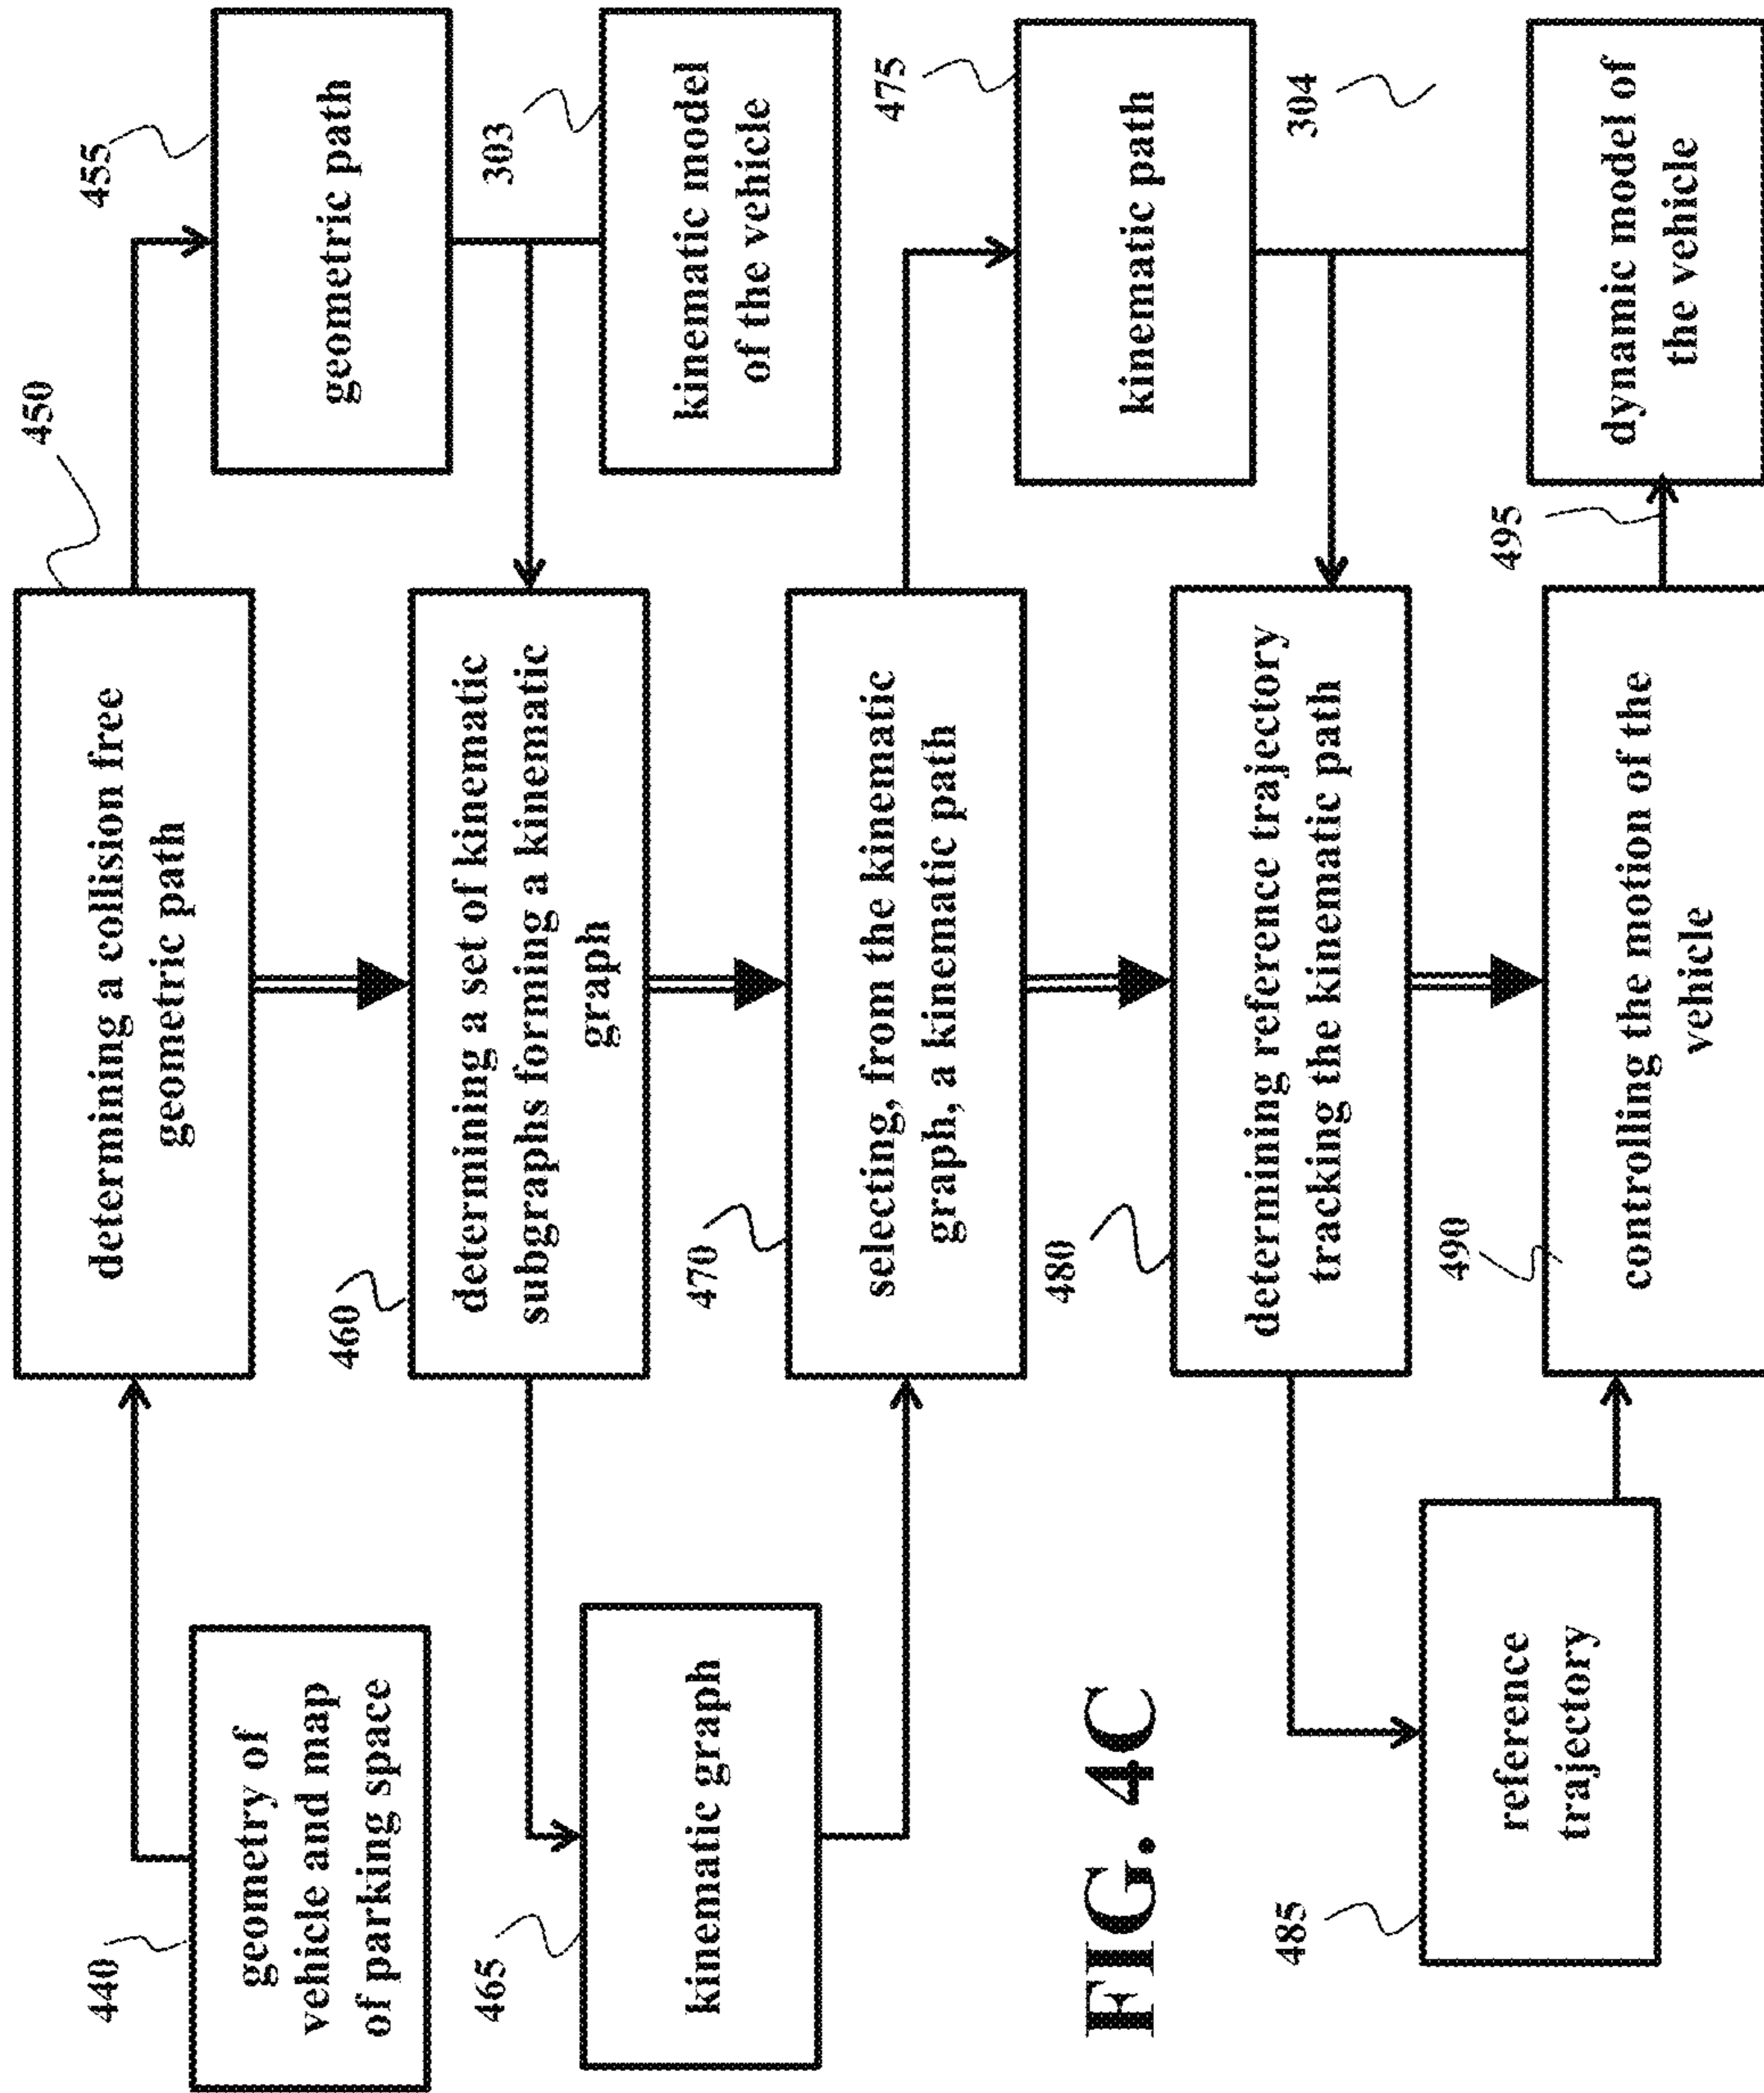 450
determining a collision free
geometric path
455
geometric path
440
geometry of
vehicle and map
of parking space
303
kinematic model
of the vehicle
460
determining a set of kinematic
subgraphs forming a kinematic
graph
465
kinematic graph
470
selecting, from the kinematic
graph, a kinematic path
475
kinematic path
304
480
determining reference trajectory
tracking the kinematic path
485
reference
trajectory
490
controlling the motion of the
vehicle
495
dynamic model of
the vehicle
FIG. 4C